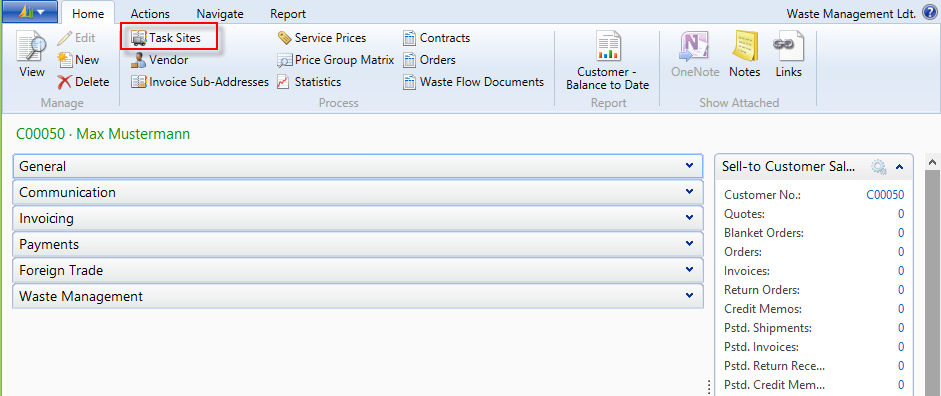 Home Actions Navigate Report Waste Management Ldt.
View
Edit
New
Delete
Manage
Task Sites
Vendor
Invoice Sub-Addresses
Service Prices
Price Group Matrix
Statistics
Contracts
Orders
Waste Flow Documents
Process
Customer -
Balance to Date
Report
OneNote
Notes
Links
Show Attached
C00050 · Max Mustermann
General
Communication
Invoicing
Payments
Foreign Trade
Waste Management
Sell-to Customer Sal...
Customer No.: C00050
Quotes: 0
Blanket Orders: 0
Orders: 0
Invoices: 0
Return Orders: 0
Credit Memos: 0
Pstd. Shipments: 0
Pstd. Invoices: 0
Pstd. Return Rece... 0
Pstd. Credit Mem... 0